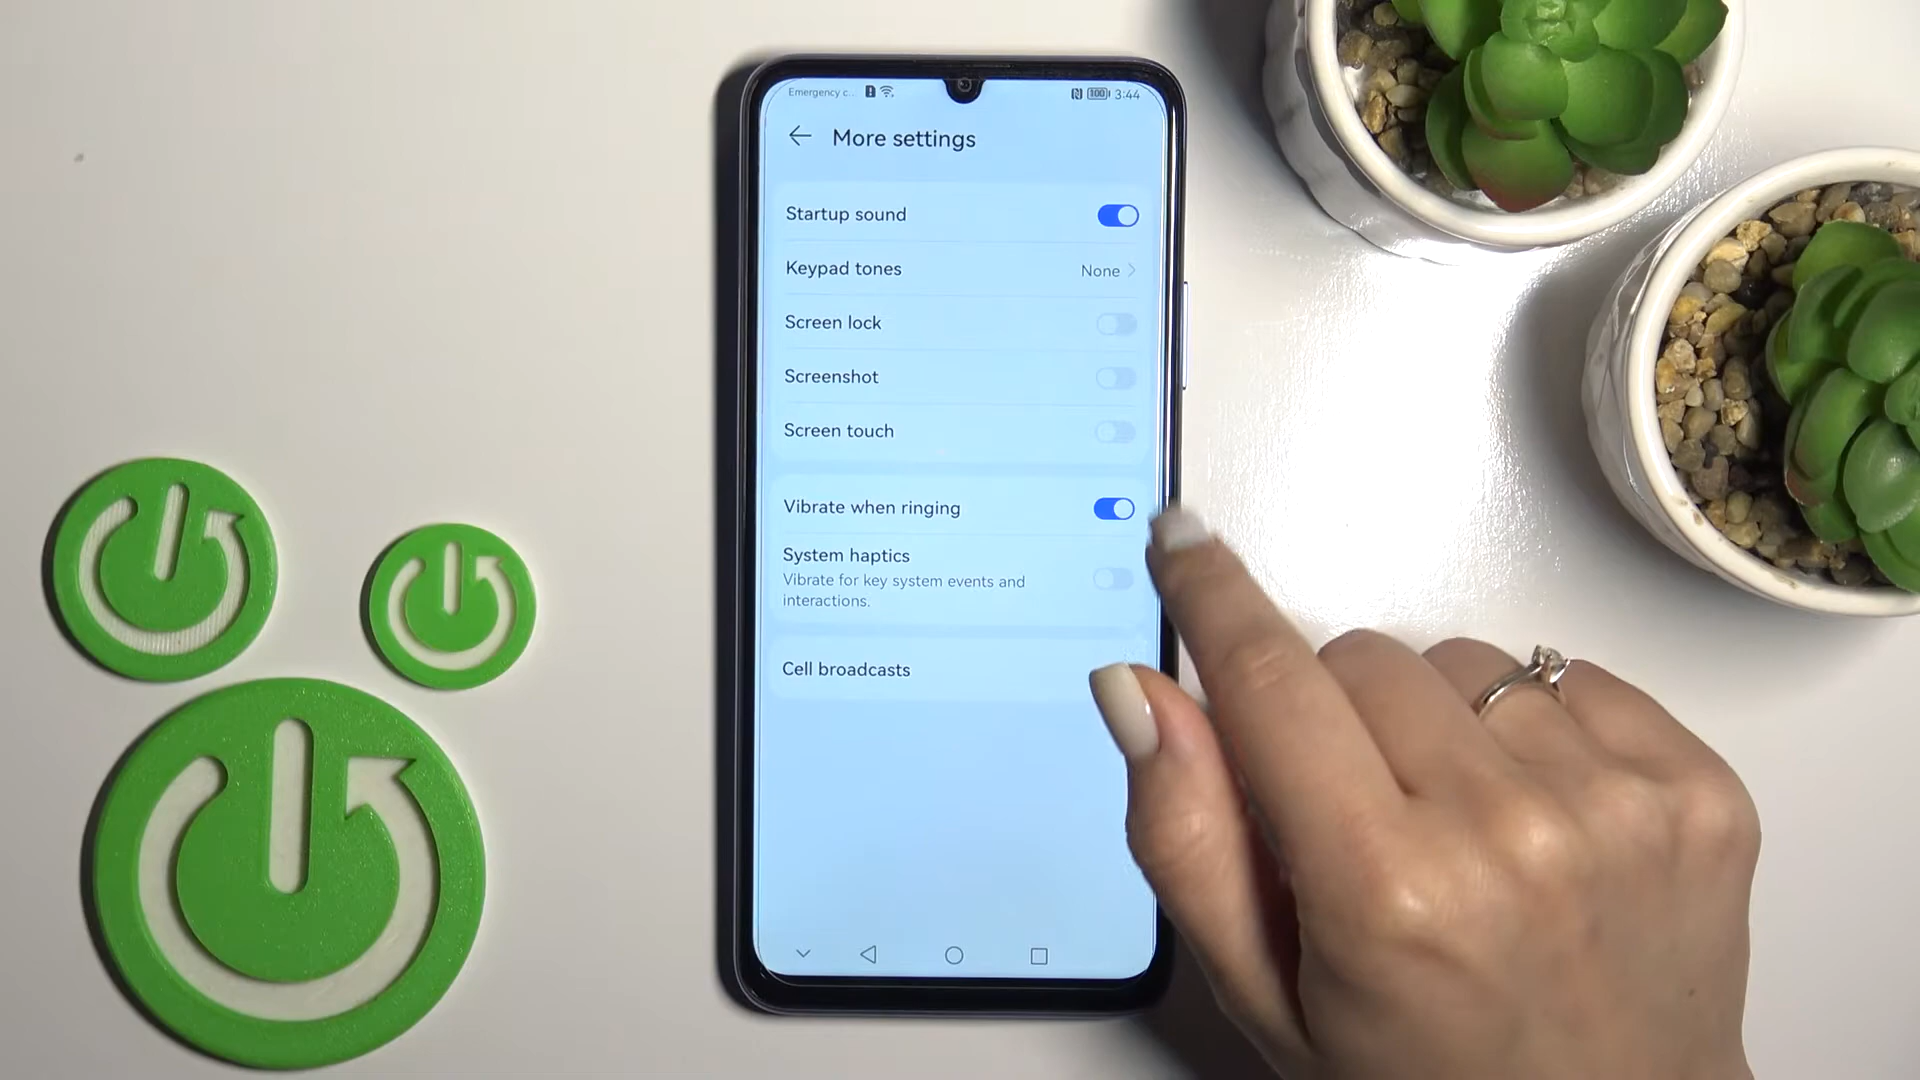 Emergency c..
100 3:44
More settings
Startup sound
Keypad tones None
Screen lock
Screenshot
Screen touch
Vibrate when ringing
System haptics
Vibrate for key system events and
interactions.
Cell broadcasts